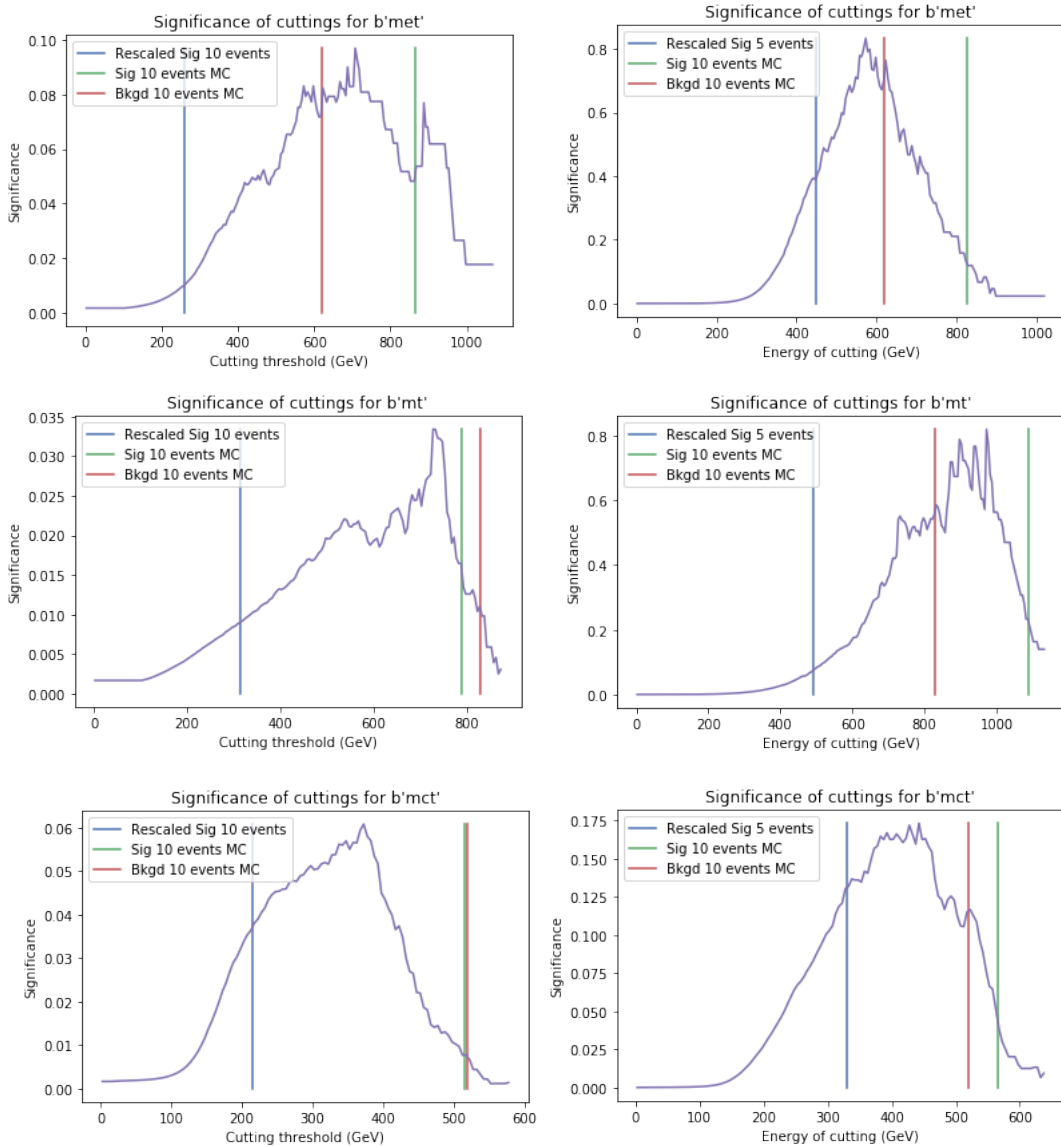 Significance of cuttings for b'met'
0.10
0.08
0.06
0.04
0.02
0.00
Significance
Rescaled Sig 10 events
Sig 10 events MC
Bkgd 10 events MC
0 200 400 600 800 1000
Cutting threshold (GeV)
Significance of cuttings for b'met'
0.8
0.6
0.4
0.2
0.0
Significance
Rescaled Sig 5 events
Sig 10 events MC
Bkgd 10 events MC
0 200 400 600 800 1000
Energy of cutting (GeV)
Significance of cuttings for b'mt'
0.035
0.030
0.025
0.020
0.015
0.010
0.005
0.000
Significance
Rescaled Sig 10 events
Sig 10 events MC
Bkgd 10 events MC
0 200 400 600 800
Cutting threshold (GeV)
Significance of cuttings for b'mt'
0.8
0.6
0.4
0.2
0.0
Significance
Rescaled Sig 5 events
Sig 10 events MC
Bkgd 10 events MC
0 200 400 600 800 1000
Energy of cutting (GeV)
Significance of cuttings for b'mct'
0.06
0.05
0.04
0.03
0.02
0.01
0.00
Significance
Rescaled Sig 10 events
Sig 10 events MC
Bkgd 10 events MC
0 100 200 300 400 500 600
Cutting threshold (GeV)
Significance of cuttings for b'mct'
0.175
0.150
0.125
0.100
0.075
0.050
0.025
0.000
Significance
Rescaled Sig 5 events
Sig 10 events MC
Bkgd 10 events MC
0 100 200 300 400 500 600
Energy of cutting (GeV)